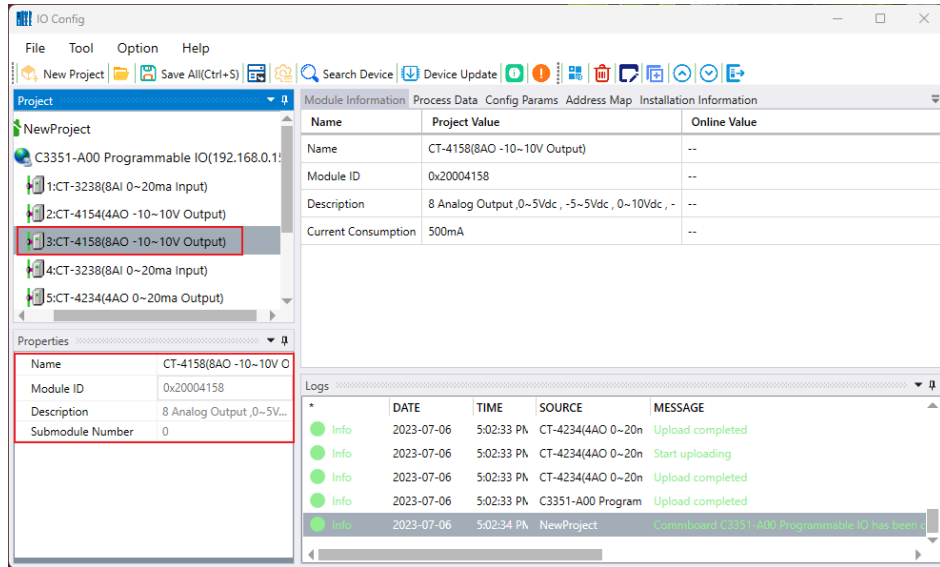 IO Config
File Tool Option Help
New Project Save All(Ctrl+S) Search Device Device Update
Project
NewProject
C3351-A00 Programmable IO(192.168.0.1
1:CT-3238(8AI 0~20ma Input)
2:CT-4154(4AO -10~10V Output)
3:CT-4158(8AO -10~10V Output)
4:CT-3238(8AI 0~20ma Input)
5:CT-4234(4AO 0~20ma Output)
Properties
Name CT-4158(8AO -10~10V O
Module ID 0x20004158
Description 8 Analog Output ,0~5V...
Submodule Number 0
Module Information Process Data Config Params Address Map Installation Information
Name Project Value Online Value
Name CT-4158(8AO -10~10V Output) --
Module ID 0x20004158 --
Description 8 Analog Output ,0~5Vdc , -5~5Vdc , 0~10Vdc , - --
Current Consumption 500mA --
Logs
* DATE TIME SOURCE MESSAGE
Info 2023-07-06 5:02:33 PM CT-4234(4AO 0~20m Upload completed
Info 2023-07-06 5:02:33 PM CT-4234(4AO 0~20m Start uploading
Info 2023-07-06 5:02:33 PM CT-4234(4AO 0~20m Upload completed
Info 2023-07-06 5:02:33 PM C3351-A00 Program Upload completed
Info 2023-07-06 5:02:34 PM NewProject Commboard C3351-A00 Programmable IO has been c